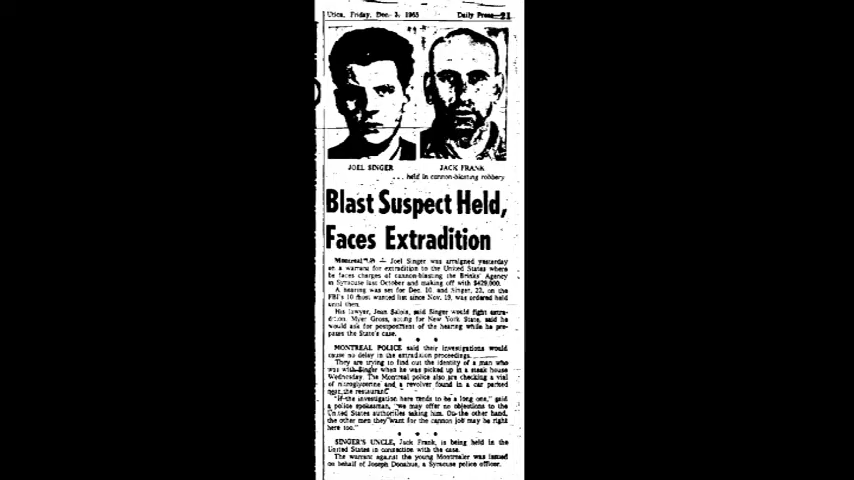 Utica, Friday, Dec. 3, 1965 Daily Press—21
JOEL SINGER JACK FRANK
. . . held in cannon-blasting robbery
Blast Suspect Held,
Faces Extradition
Montreal — Joel Singer was arraigned yesterday
on a warrant for extradition to the United States where
he faces charges of cannon-blasting the Brinks' Agency
in Syracuse last October and making off with $429,000.
A hearing was set for Dec. 10 and Singer, 22, on the
FBI's 10 most wanted list since Nov. 19, was ordered held
until then.
His lawyer, Jean Salois, said Singer would fight extra-
dition. Myer Gross, acting for New York State, said he
would ask for postponment of the hearing while he pre-
pares the State's case.
MONTREAL POLICE said their investigations would
cause no delay in the extradition proceedings.
They are trying to find out the identity of a man who
was with Singer when he was picked up in a steak house
Wednesday. The Montreal police also are checking a vial
of nitroglycerine and a revolver found in a car parked
near the restaurant.
"If the investigation here tends to be a long one," said
a police spokesman, "we may offer no objections to the
United States authorities taking him. On the other hand,
the other men they want for the cannon job may be right
here too."
SINGER'S UNCLE, Jack Frank, is being held in the
United States in connection with the case.
The warrant against the young Montrealer was issued
on behalf of Joseph Donahue, a Syracuse police officer.